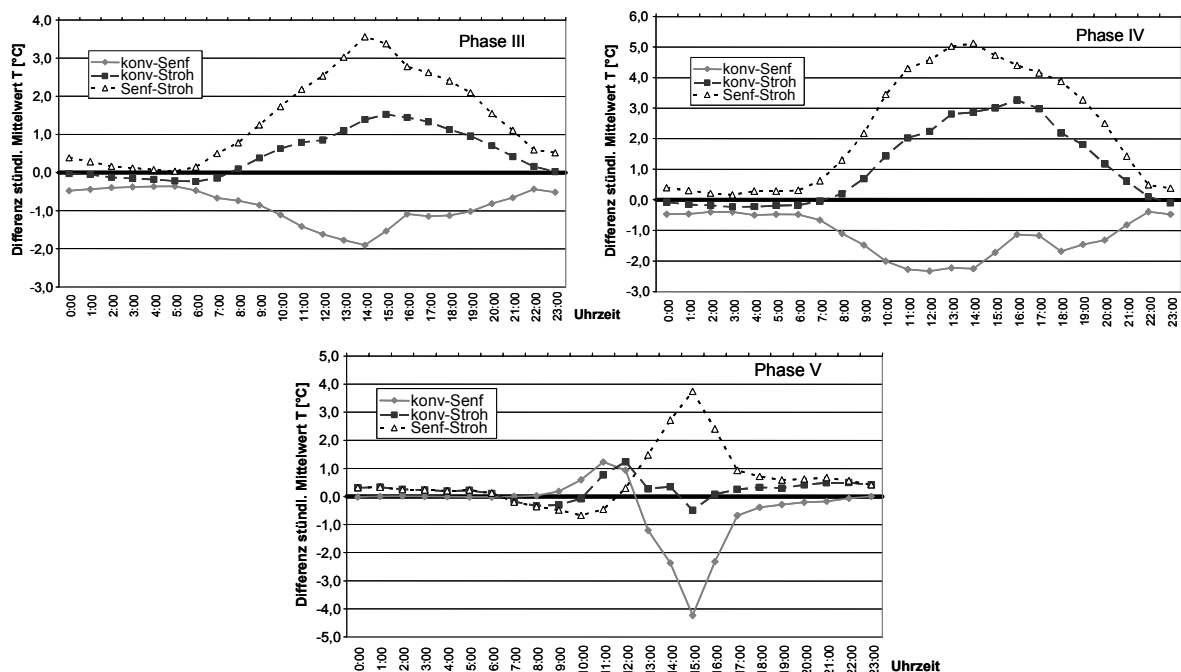 Phase III
Differenz stündl. Mittelwert T [°C]
konv-Senf
konv-Stroh
Senf-Stroh
4,0
3,0
2,0
1,0
0,0
-1,0
-2,0
-3,0
0:00 1:00 2:00 3:00 4:00 5:00 6:00 7:00 8:00 9:00 10:00 11:00 12:00 13:00 14:00 15:00 16:00 17:00 18:00 19:00 20:00 21:00 22:00 23:00
Uhrzeit
Phase IV
Differenz stündl. Mittelwert T [°C]
konv-Senf
konv-Stroh
Senf-Stroh
6,0
5,0
4,0
3,0
2,0
1,0
0,0
-1,0
-2,0
-3,0
0:00 1:00 2:00 3:00 4:00 5:00 6:00 7:00 8:00 9:00 10:00 11:00 12:00 13:00 14:00 15:00 16:00 17:00 18:00 19:00 20:00 21:00 22:00 23:00
Phase V
Differenz stündl. Mittelwert T [°C]
konv-Senf
konv-Stroh
Senf-Stroh
5,0
4,0
3,0
2,0
1,0
0,0
-1,0
-2,0
-3,0
-4,0
-5,0
0:00 1:00 2:00 3:00 4:00 5:00 6:00 7:00 8:00 9:00 10:00 11:00 12:00 13:00 14:00 15:00 16:00 17:00 18:00 19:00 20:00 21:00 22:00 23:00
Uhrzeit